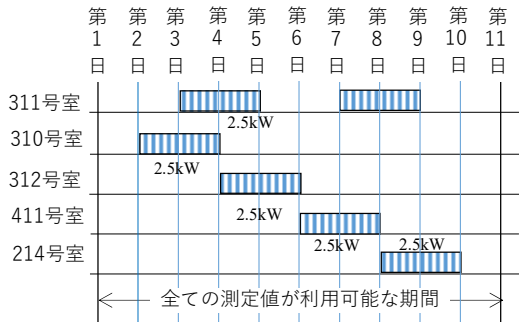 第1日 第2日 第3日 第4日 第5日 第6日 第7日 第8日 第9日 第10日 第11日
311号室
2.5kW
310号室
2.5kW
312号室
2.5kW
411号室
2.5kW 2.5kW
214号室
全ての測定値が利用可能な期間